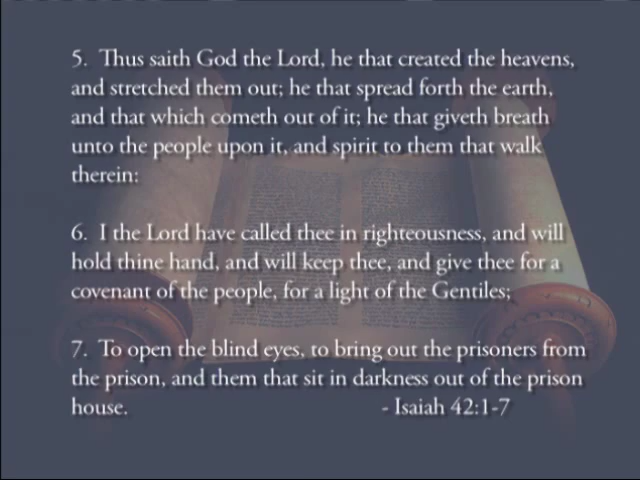 5.  Thus saith God the Lord, he that created the heavens,
and stretched them out; he that spread forth the earth,
and that which cometh out of it; he that giveth breath
unto the people upon it, and spirit to them that walk
therein:
6.  I the Lord have called thee in righteousness, and will
hold thine hand, and will keep thee, and give thee for a
covenant of the people, for a light of the Gentiles;
7.  To open the blind eyes, to bring out the prisoners from
the prison, and them that sit in darkness out of the prison
house. - Isaiah 42:1-7